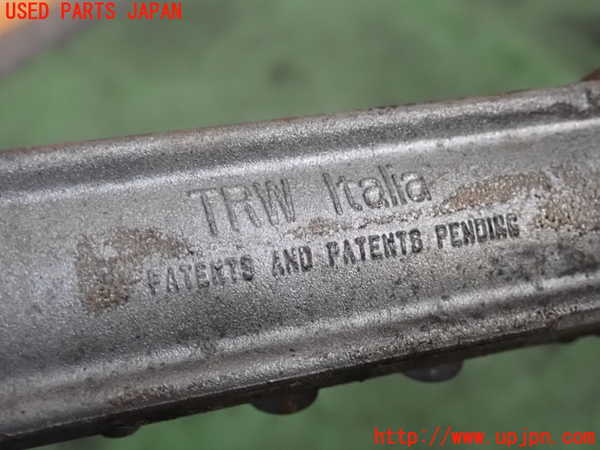 USED PARTS JAPAN
TRW Italia
PATENTS AND PATENTS PENDING
http://www.upjpn.com